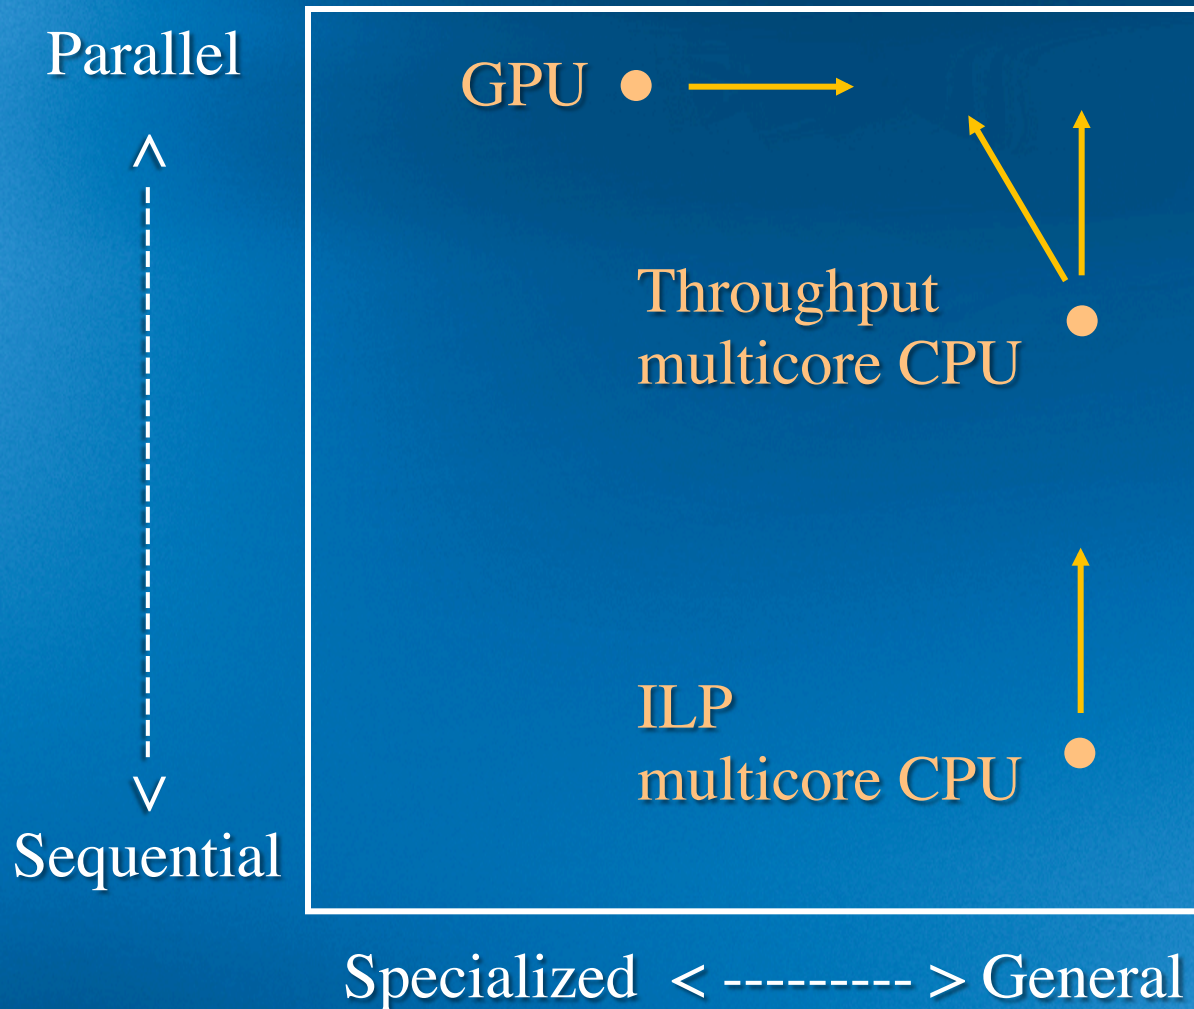 Parallel
GPU
Throughput
multicore CPU
ILP
multicore CPU
Sequential
Specialized < --------- > General